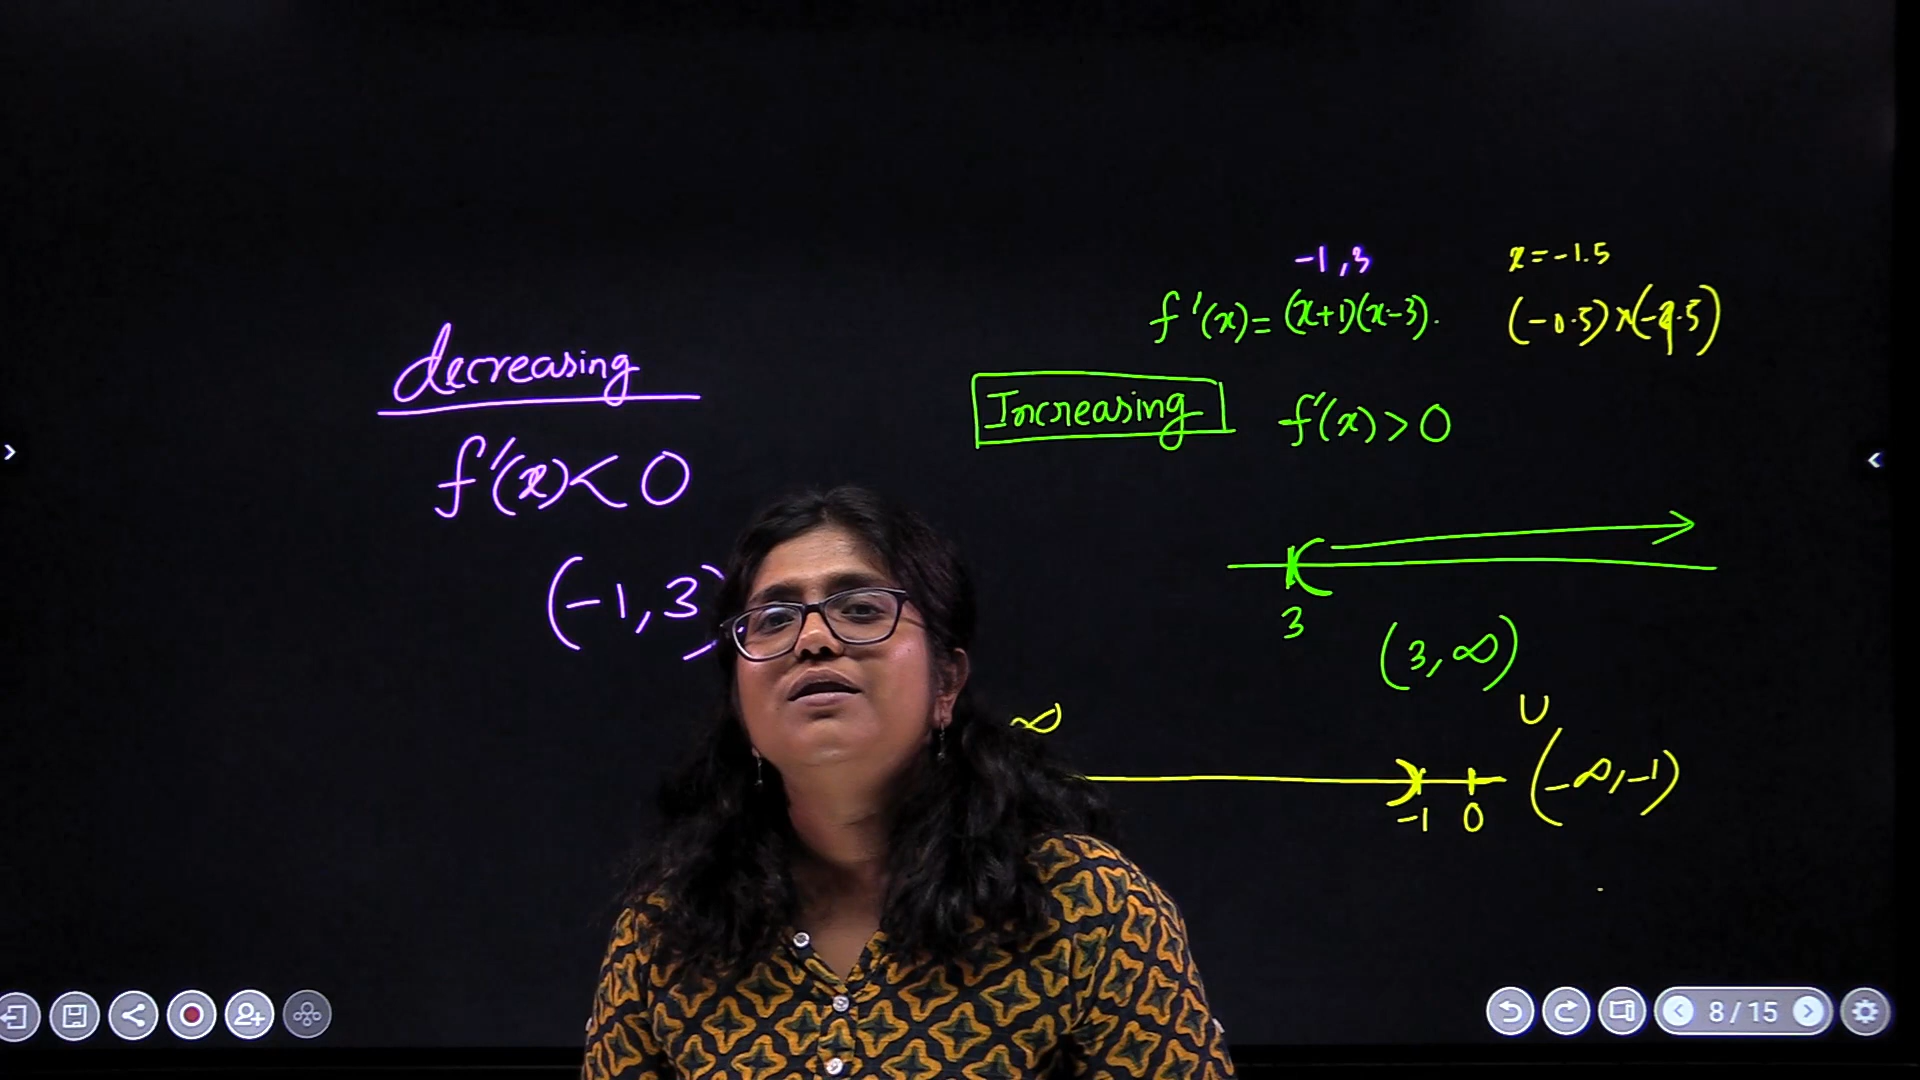 -1,3
x=-1.5
f'(x)= (x+1)(x-3).
(-0.5)×(-4.5)
decreasing
Increasing
f'(x)>0
f'(x)<0
(-1,3)
3
(3,∞)
∪
∞
(-∞,-1)
-1 0
8/15